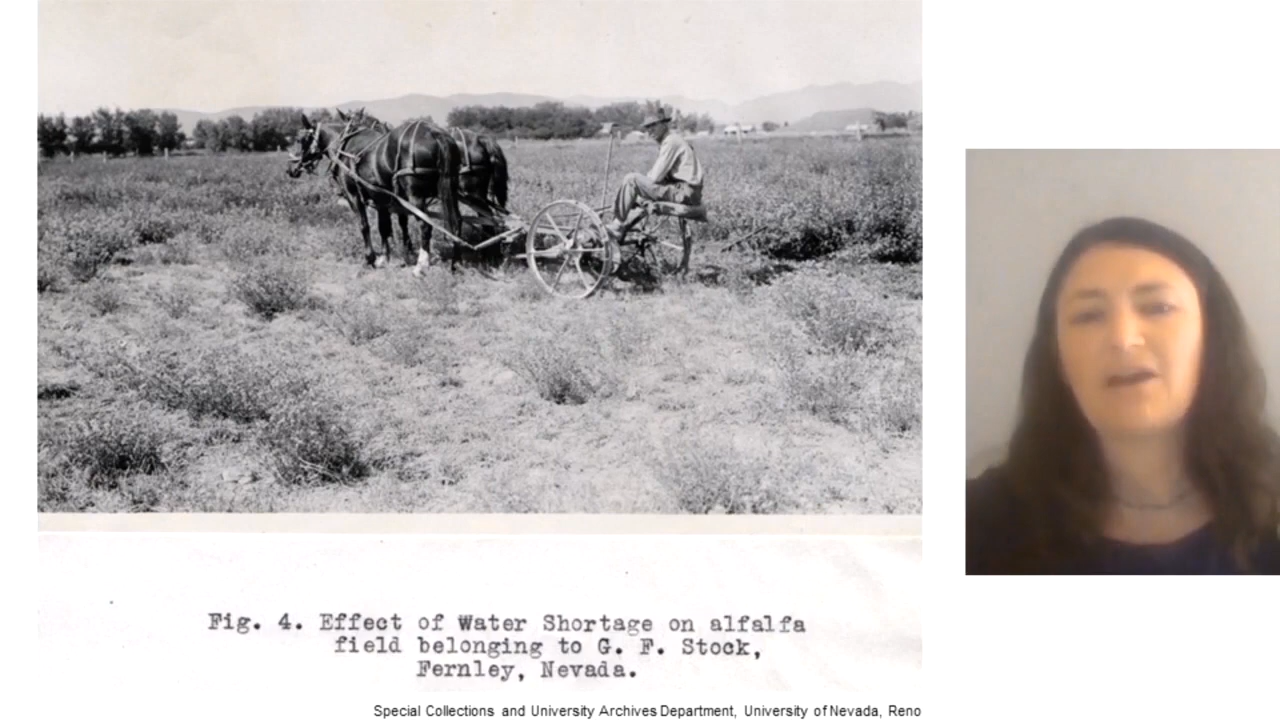 Fig. 4. Effect of Water Shortage on alfalfa
field belonging to G. F. Stock,
Fernley, Nevada.
Special Collections and University Archives Department, University of Nevada, Reno